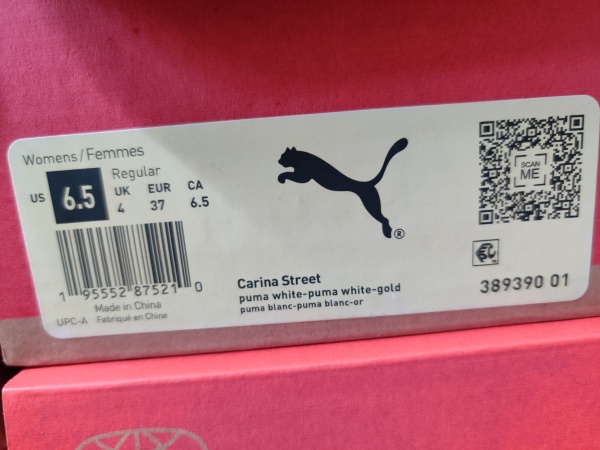 Womens/Femmes
Regular
US 6.5 UK 4 EUR 37 CA 6.5
1 95552 87521 0
Made in China
UPC-A Fabriqué en Chine
®
Carina Street
puma white-puma white-gold
puma blanc-puma blanc-or
SCAN
ME
389390 01